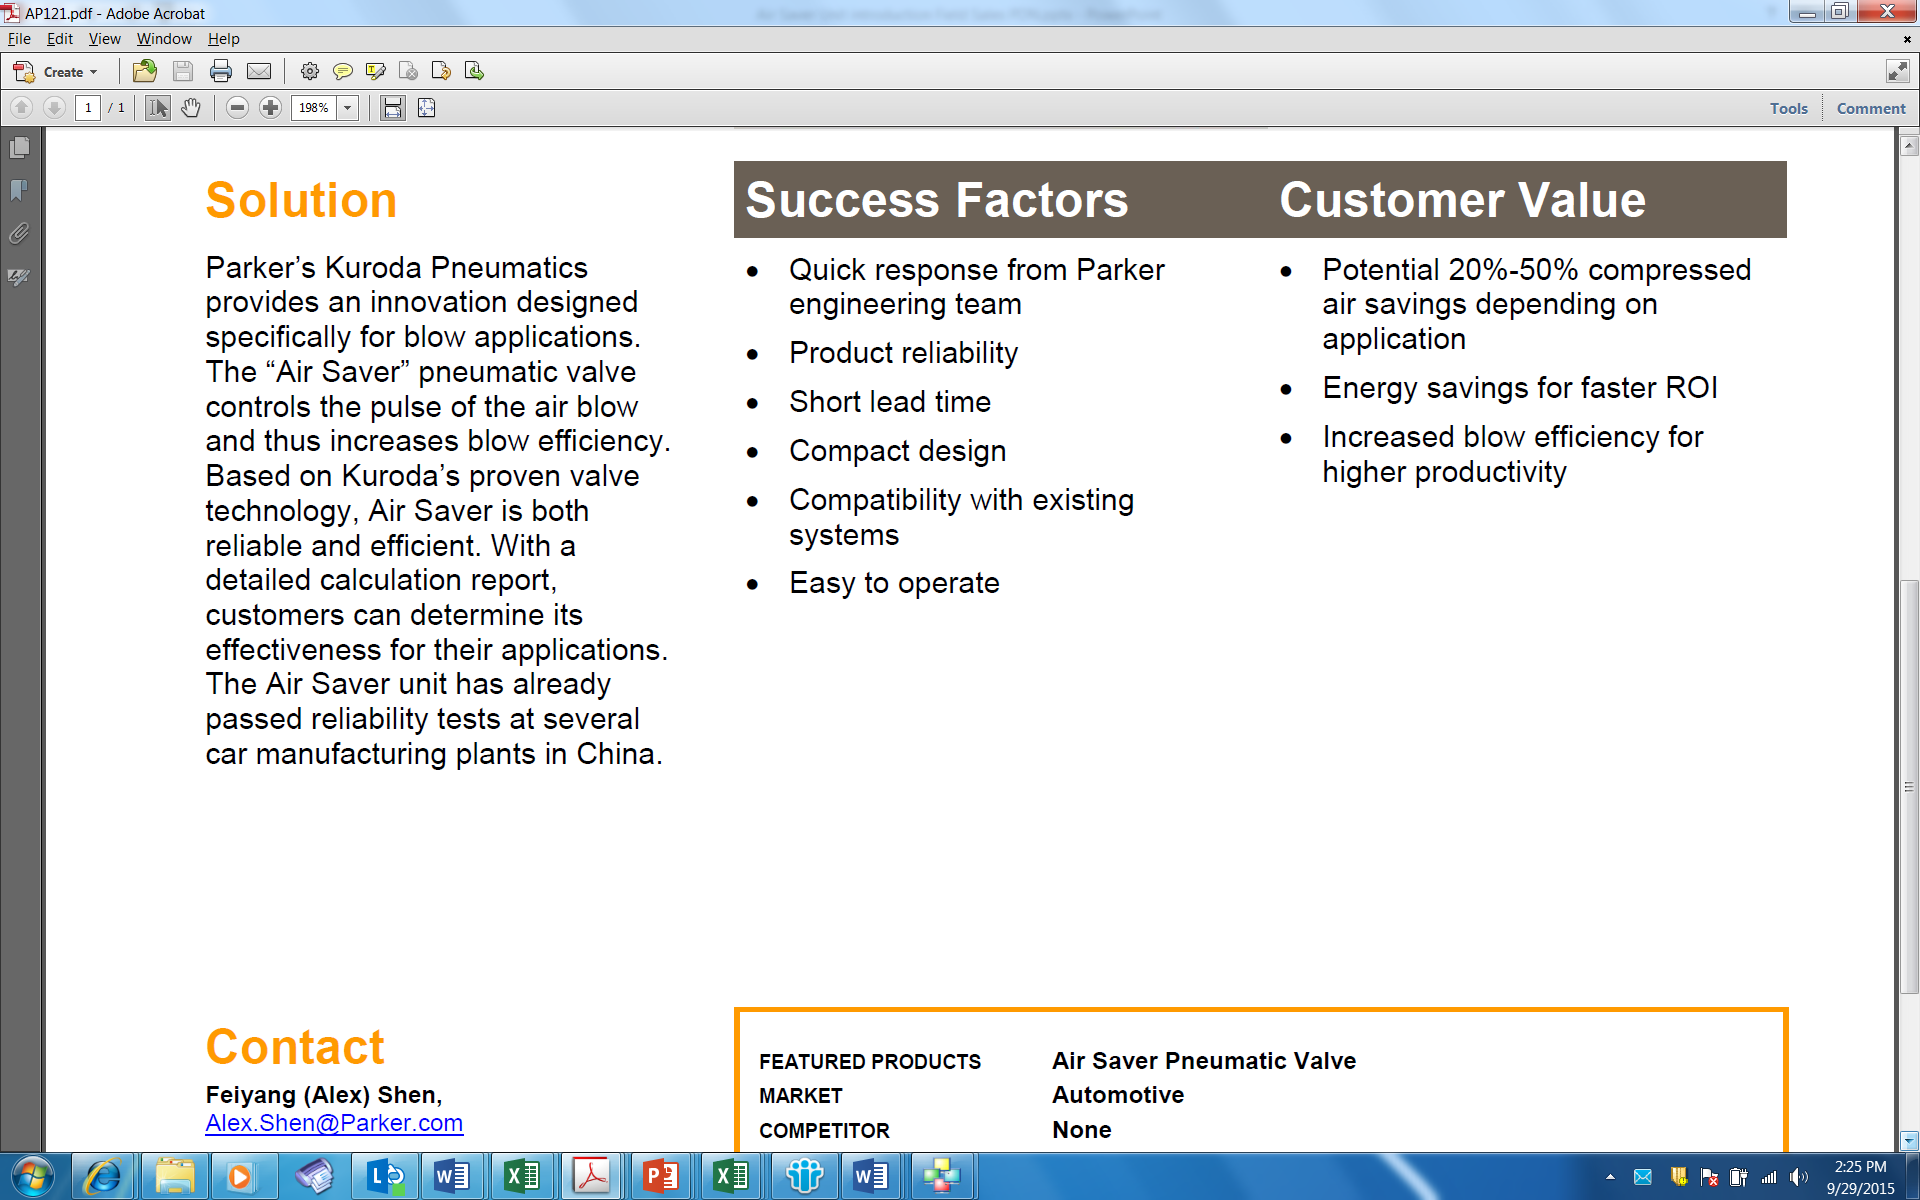 AP121.pdf - Adobe Acrobat
File Edit View Window Help
Create
1 / 1
198%
Tools
Comment
Solution
Parker’s Kuroda Pneumatics
provides an innovation designed
specifically for blow applications.
The “Air Saver” pneumatic valve
controls the pulse of the air blow
and thus increases blow efficiency.
Based on Kuroda’s proven valve
technology, Air Saver is both
reliable and efficient. With a
detailed calculation report,
customers can determine its
effectiveness for their applications.
The Air Saver unit has already
passed reliability tests at several
car manufacturing plants in China.
Success Factors
• Quick response from Parker
engineering team
• Product reliability
• Short lead time
• Compact design
• Compatibility with existing
systems
• Easy to operate
Customer Value
• Potential 20%-50% compressed
air savings depending on
application
• Energy savings for faster ROI
• Increased blow efficiency for
higher productivity
Contact
Feiyang (Alex) Shen,
Alex.Shen@Parker.com
FEATURED PRODUCTS Air Saver Pneumatic Valve
MARKET Automotive
COMPETITOR None
2:25 PM
9/29/2015